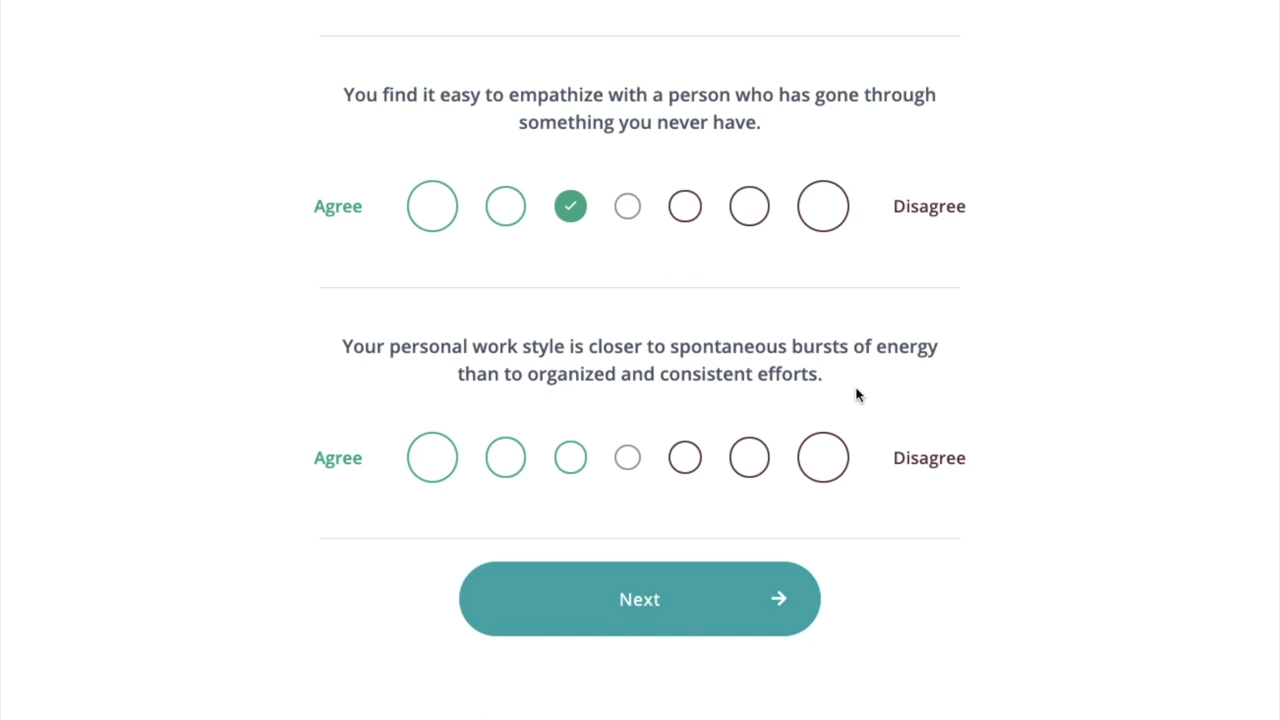 You find it easy to empathize with a person who has gone through
something you never have.
Agree
Disagree
Your personal work style is closer to spontaneous bursts of energy
than to organized and consistent efforts.
Agree
Disagree
Next